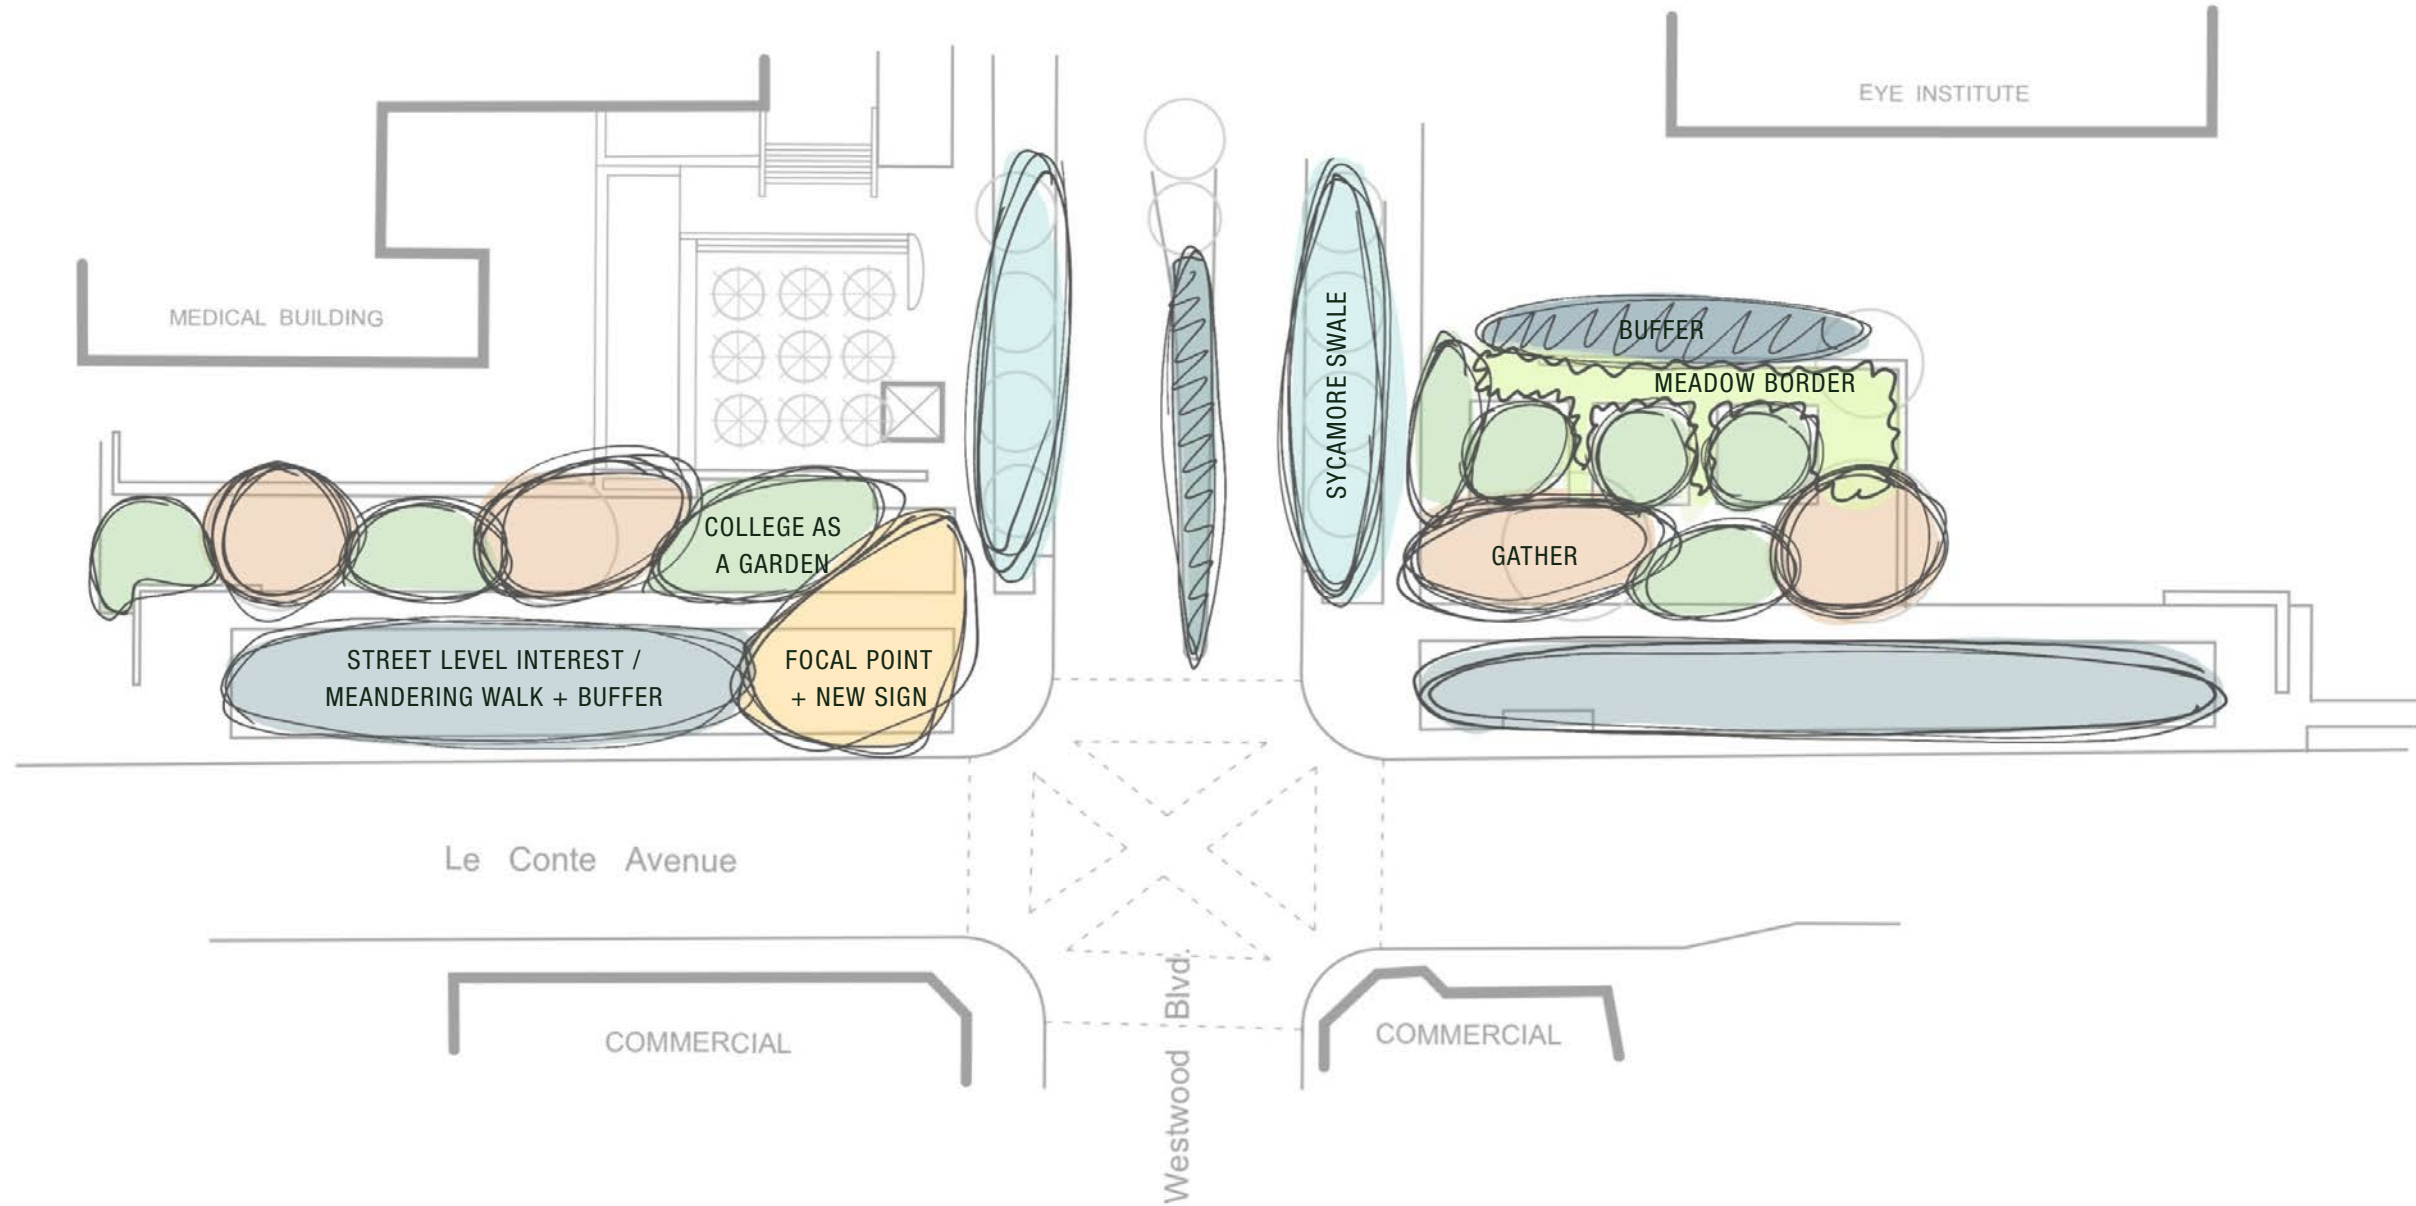 EYE INSTITUTE
MEDICAL BUILDING
SYCAMORE SWALE
BUFFER
MEADOW BORDER
COLLEGE AS
A GARDEN
GATHER
STREET LEVEL INTEREST /
MEANDERING WALK + BUFFER
FOCAL POINT
+ NEW SIGN
Le Conte Avenue
Westwood Blvd.
COMMERCIAL
COMMERCIAL